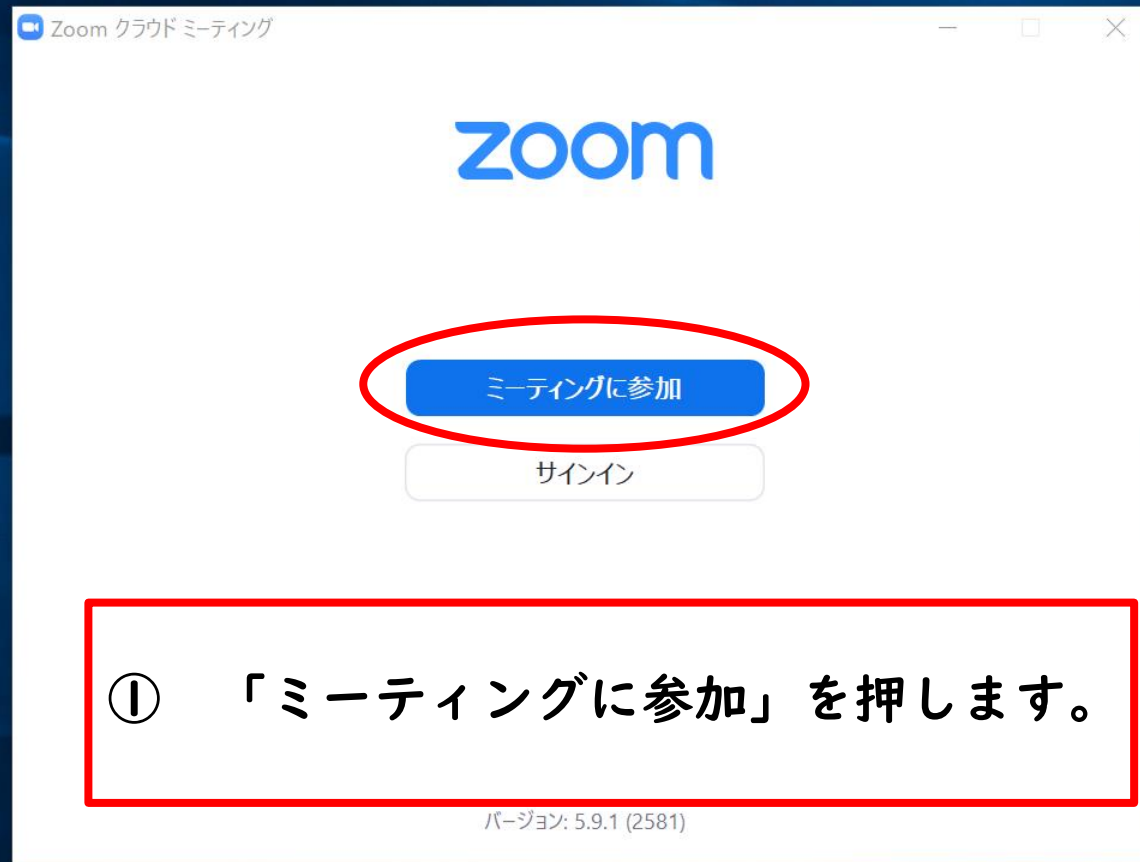 Zoom クラウド ミーティング
zoom
ミーティングに参加
サインイン
① 「ミーティングに参加」を押します。
バージョン: 5.9.1 (2581)